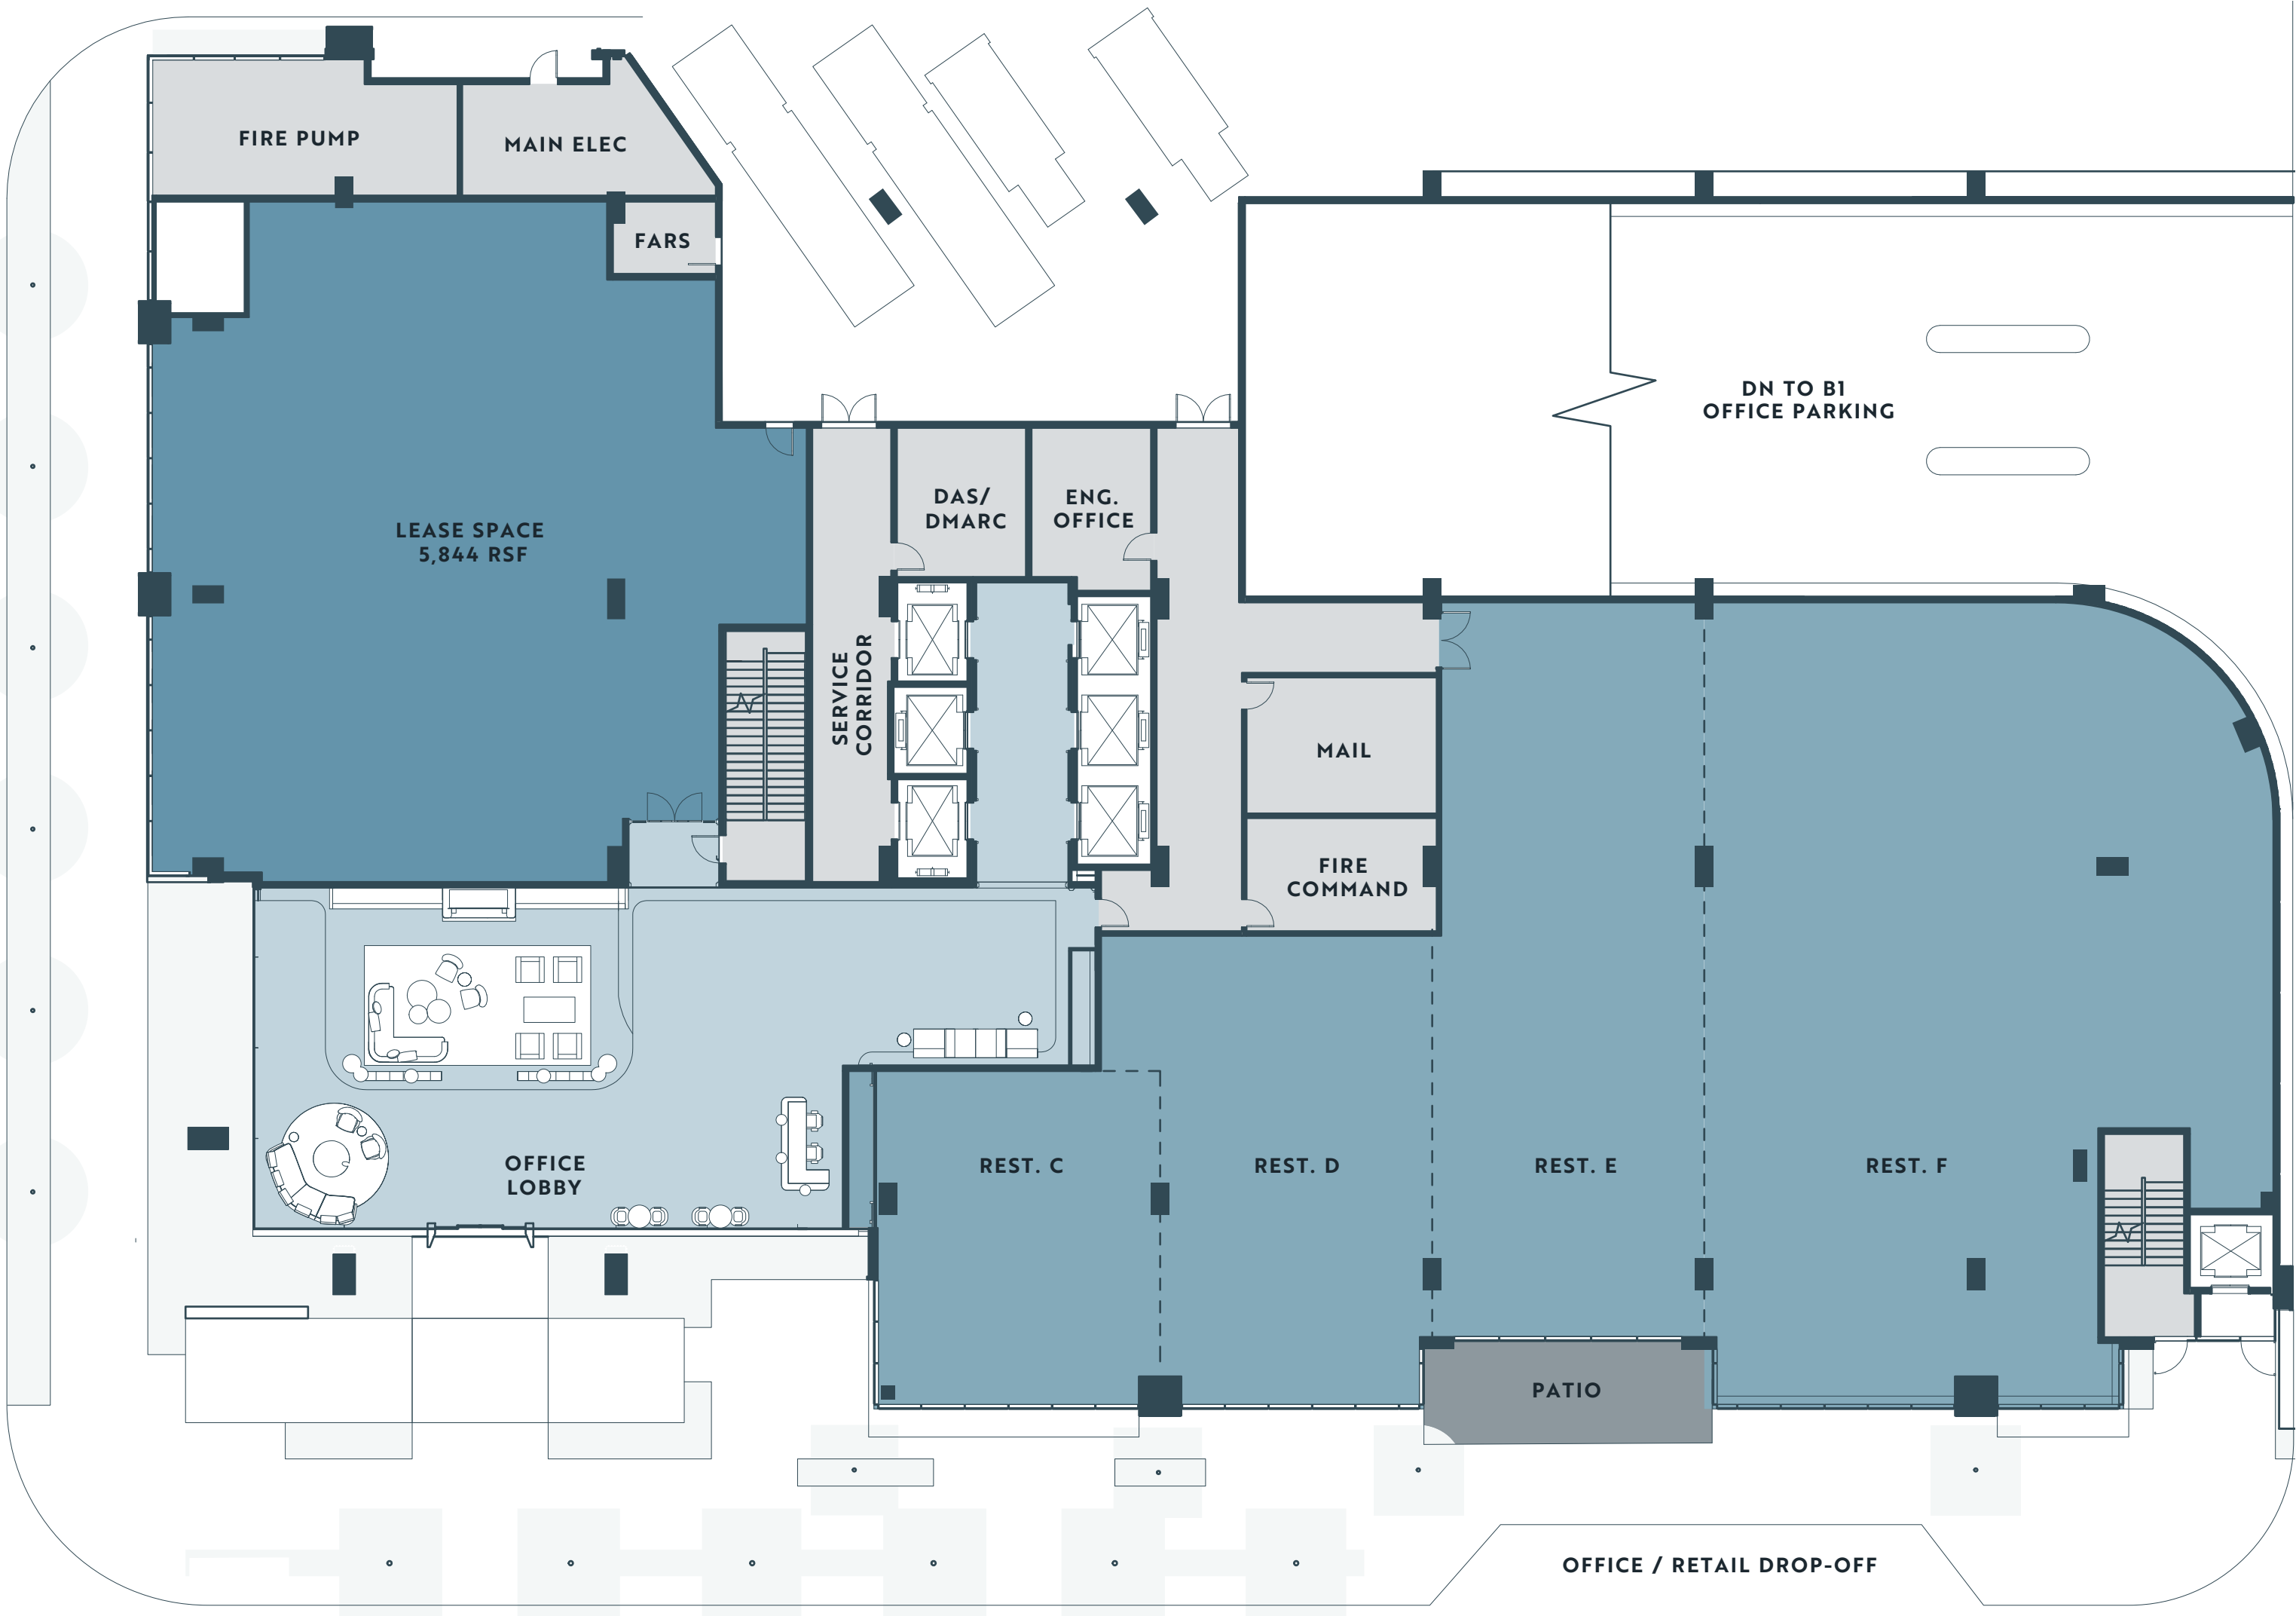 FIRE PUMP
MAIN ELEC
FARS
DN TO B1
OFFICE PARKING
LEASE SPACE
5,844 RSF
DAS/
DMARC
ENG.
OFFICE
SERVICE
CORRIDOR
MAIL
FIRE
COMMAND
OFFICE
LOBBY
REST. C
REST. D
REST. E
REST. F
PATIO
OFFICE / RETAIL DROP-OFF